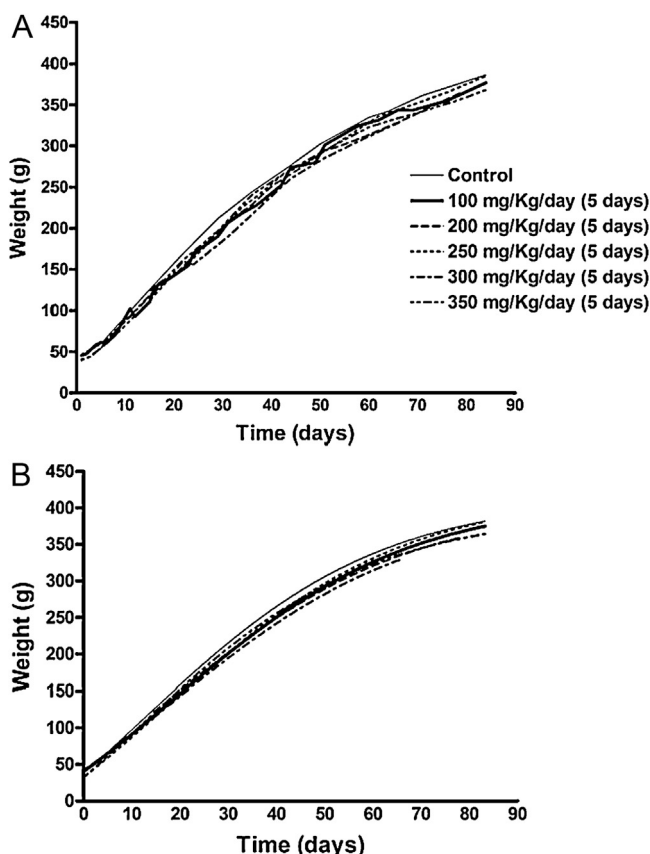 A
450
400
350
300
250
200
150
100
50
0
Weight (g)
0 10 20 30 40 50 60 70 80 90
Time (days)
Control
100 mg/Kg/day (5 days)
200 mg/Kg/day (5 days)
250 mg/Kg/day (5 days)
300 mg/Kg/day (5 days)
350 mg/Kg/day (5 days)
B
450
400
350
300
250
200
150
100
50
0
Weight (g)
0 10 20 30 40 50 60 70 80 90
Time (days)